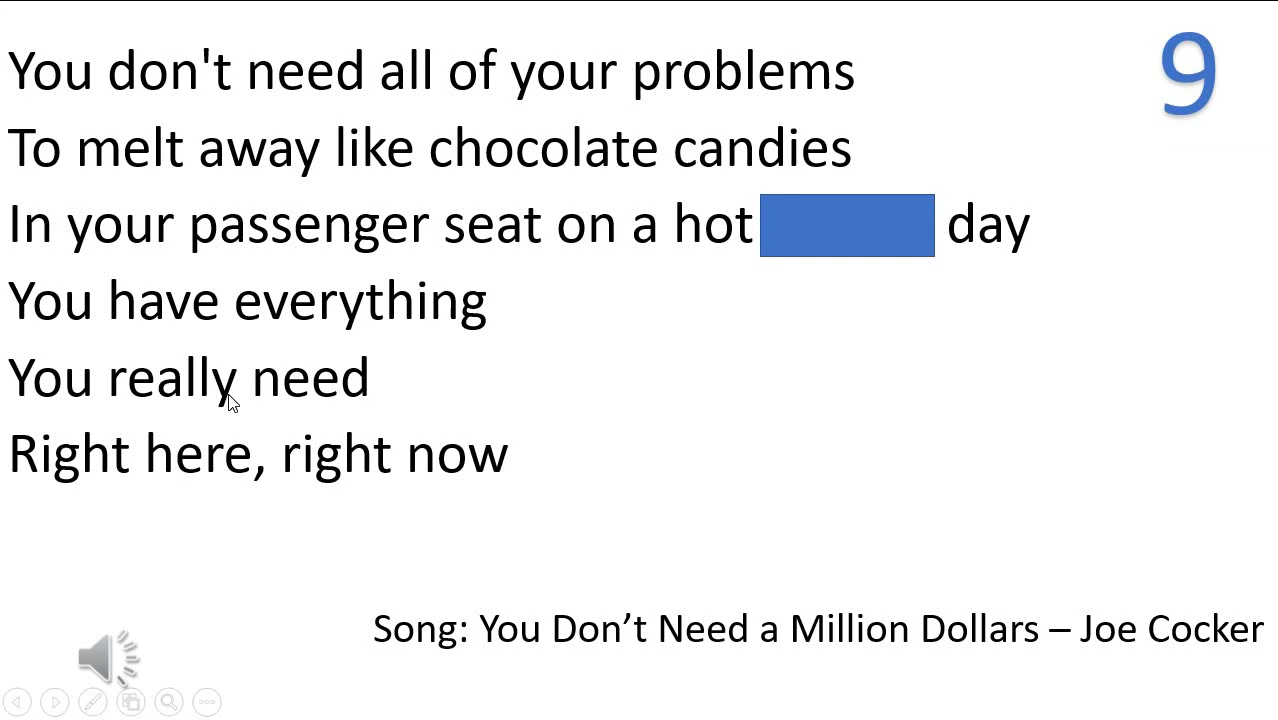 You don't need all of your problems
9
To melt away like chocolate candies
In your passenger seat on a hot day
You have everything
You really need
Right here, right now
Song: You Don’t Need a Million Dollars – Joe Cocker